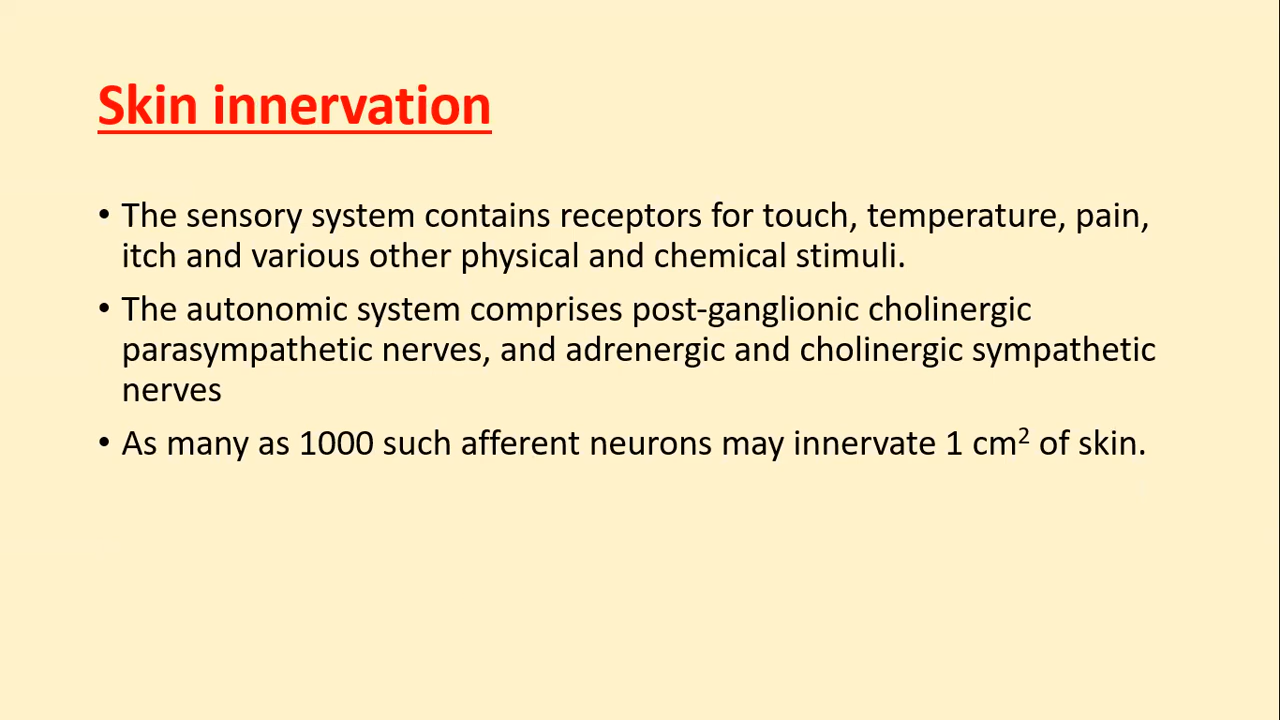 Skin innervation
• The sensory system contains receptors for touch, temperature, pain,
itch and various other physical and chemical stimuli.
• The autonomic system comprises post-ganglionic cholinergic
parasympathetic nerves, and adrenergic and cholinergic sympathetic
nerves
• As many as 1000 such afferent neurons may innervate 1 cm² of skin.